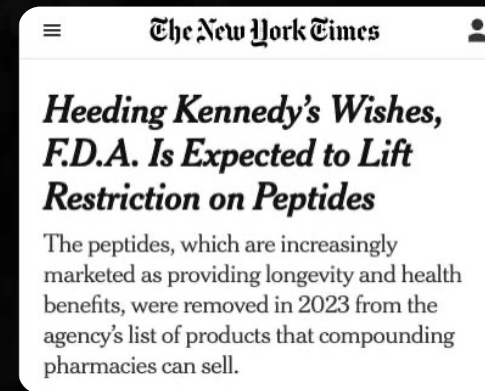 The New York Times
Heeding Kennedy's Wishes,
F.D.A. Is Expected to Lift
Restriction on Peptides
The peptides, which are increasingly
marketed as providing longevity and health
benefits, were removed in 2023 from the
agency's list of products that compounding
pharmacies can sell.